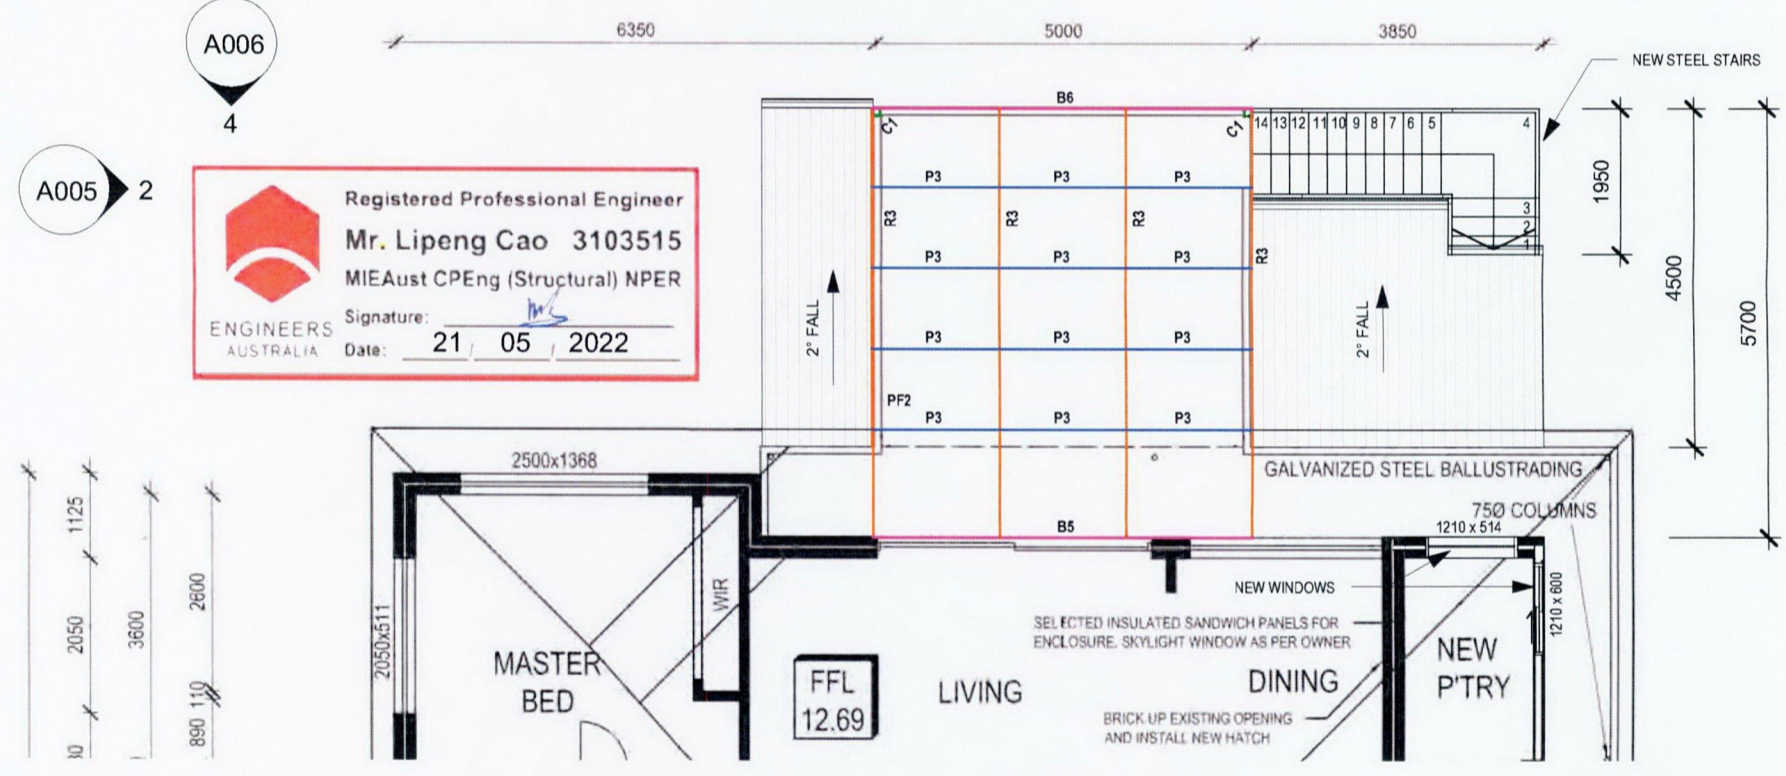 A006
4
A005
2
6350
5000
3850
NEW STEEL STAIRS
Registered Professional Engineer
Mr. Lipeng Cao 3103515
MIEAust CPEng (Structural) NPER
Signature:
Date: 21 / 05 / 2022
ENGINEERS
AUSTRALIA
B6
C1
C1
14 13 12 11 10 9 8 7 6 5
4
3
2
1
P3 P3 P3
R3 R3 R3 R3
P3 P3 P3
P3 P3 P3
PF2
P3 P3 P3
B5
2° FALL
2° FALL
1950
4500
5700
2500x1368
GALVANIZED STEEL BALLUSTRADING
75Ø COLUMNS
1210 x 514
1125
2050
3600
2600
110
890
2050x511
WIR
MASTER
BED
FFL
12.69
LIVING
NEW WINDOWS
SELECTED INSULATED SANDWICH PANELS FOR
ENCLOSURE. SKYLIGHT WINDOW AS PER OWNER
DINING
NEW
P'TRY
1210 x 600
BRICK UP EXISTING OPENING
AND INSTALL NEW HATCH